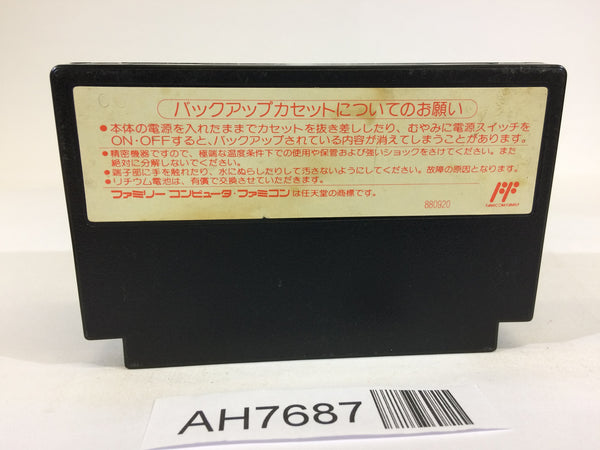 バックアップカセットについてのお願い
●本体の電源を入れたままでカセットを抜き差ししたり、むやみに電源スイッチを
ON・OFFすると、バックアップされている内容が消えてしまうことがあります。
●精密機器ですので、極端な温度条件下での使用や保管および強いショックをさけてください。また
絶対に分解しないでください。
●端子部に手を触れたり、水にぬらしたりして汚さないようにしてください。故障の原因となります。
●リチウム電池は、有償で交換させていただきます。
ファミリーコンピュータ・ファミコンは任天堂の商標です。
880920
AH7687